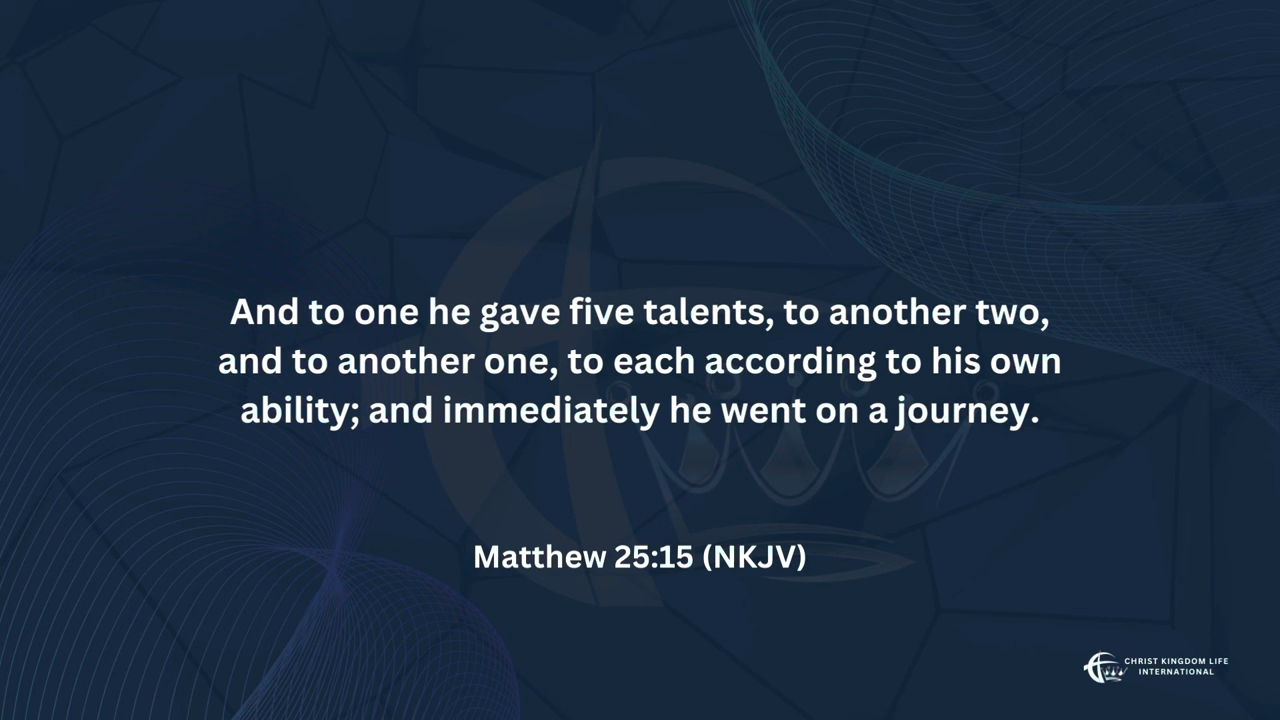 And to one he gave five talents, to another two,
and to another one, to each according to his own
ability; and immediately he went on a journey.
Matthew 25:15 (NKJV)
CHRIST KINGDOM LIFE
INTERNATIONAL